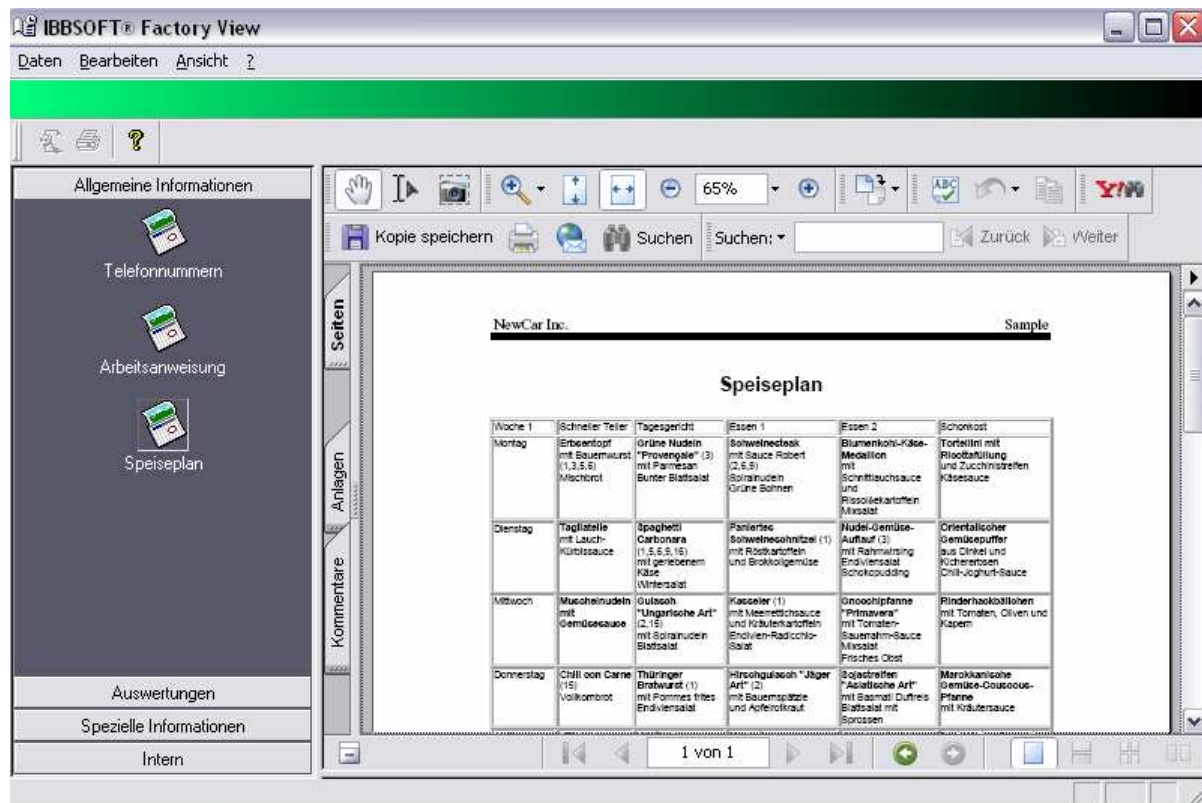 IBBSOFT® Factory View
Daten Bearbeiten Ansicht ?
Allgemeine Informationen
Telefonnummern
Arbeitsanweisung
Speiseplan
Auswertungen
Spezielle Informationen
Intern
65%
ABC
Y!
Kopie speichern
Suchen
Suchen:
Zurück
Weiter
Seiten
Anlagen
Kommentare
NewCar Inc.
Sample
Speiseplan
Woche 1
Schneller Teller
Tagesgericht
Essen 1
Essen 2
Schonkost
Montag
Erbsentopf
mit Bauernwurst
(1,3,5,6)
Mischbrot
Grüne Nudeln
"Provençale" (3)
mit Parmesan
Bunter Blattsalat
Schweinesteak
mit Sauce Robert
(2,6,9)
Spiralnudeln
Grüne Bohnen
Blumenkohl-Käse-
Medaillon
mit
Schnittlauchsauce
und
Rissoléekartoffeln
Mixsalat
Tortellini mit
Ricottafüllung
und Zucchinistreifen
Käsesauce
Dienstag
Tagliatelle
mit Lauch-
Kürbissauce
Spaghetti
Carbonara
(1,5,6,9,15)
mit geriebenem
Käse
Wintersalat
Paniertes
Schweineschnitzel (1)
mit Röstkartoffeln
und Brokkoligemüse
Nudel-Gemüse-
Auflauf (3)
mit Rahmwirsing
Endiviensalat
Schokopudding
Orientalischer
Gemüsepuffer
aus Dinkel und
Kichererbsen
Chili-Joghurt-Sauce
Mittwoch
Muschelnudeln
mit
Gemüsesauce
Gulasch
"Ungarische Art"
(2,15)
mit Spiralnudeln
Blattsalat
Kasseler (1)
mit Meerrettichsauce
und Kräuterkartoffeln
Endivien-Radicchio-
Salat
Gnocchipfanne
"Primavera"
mit Tomaten-
Sauerrahm-Sauce
Mixsalat
Frisches Obst
Rinderhackbällchen
mit Tomaten, Oliven und
Kapern
Donnerstag
Chili con Carne
(15)
Vollkornbrot
Thüringer
Bratwurst (1)
mit Pommes frites
Endiviensalat
Hirschgulasch "Jäger
Art" (2)
mit Bauernspätzle
und Apfelrotkraut
Sojastreifen
"Asiatische Art"
mit Basmati Duftreis
Blattsalat mit
Sprossen
Marokkanische
Gemüse-Couscous-
Pfanne
mit Kräutersauce
1 von 1